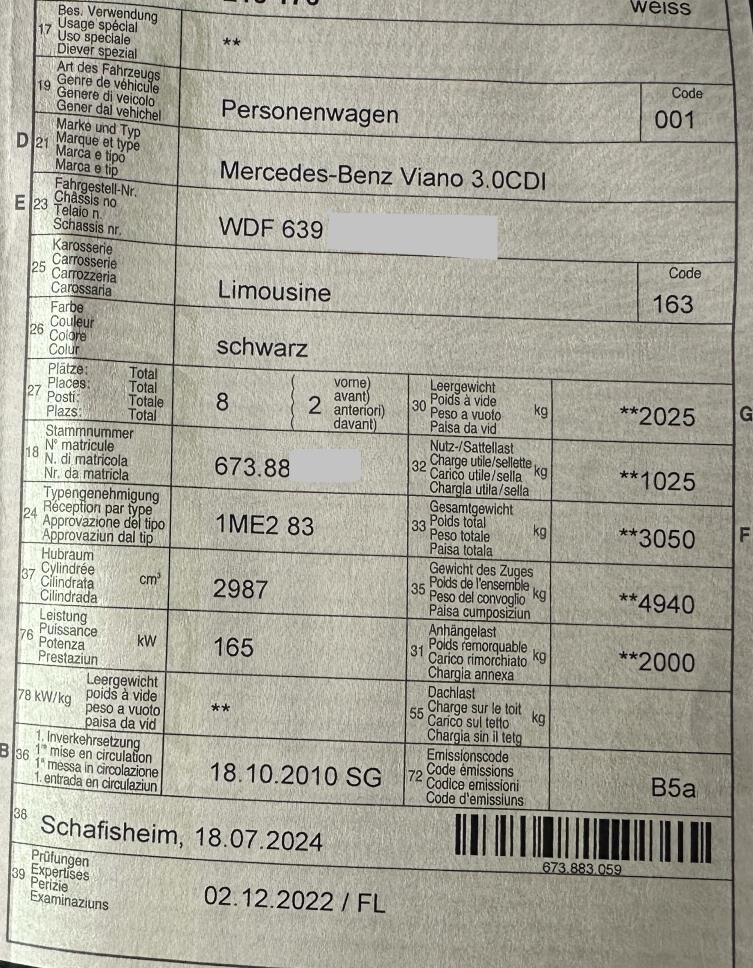 weiss
17 Bes. Verwendung
Usage spécial
Uso speciale
Diever spezial
**
19 Art des Fahrzeugs
Genre de véhicule
Genere di veicolo
Gener dal vehichel
Personenwagen
Code
001
D 21 Marke und Typ
Marque et type
Marca e tipo
Marca e tip
Mercedes-Benz Viano 3.0CDI
E 23 Fahrgestell-Nr.
Châssis no
Telaio n.
Schassis nr.
WDF 639
25 Karosserie
Carrosserie
Carrozzeria
Carossaria
Limousine
Code
163
26 Farbe
Couleur
Colore
Colur
schwarz
27 Plätze: Total
Places: Total
Posti: Totale
Plazs: Total
8
2
vorne)
avant)
anteriori)
davant)
30 Leergewicht
Poids à vide
Peso a vuoto
Paisa da vid
kg
**2025
G
18 Stammnummer
N° matricule
N. di matricola
Nr. da matricla
673.88
32 Nutz-/Sattellast
Charge utile/sellette
Carico utile/sella
Chargia utila/sella
kg
**1025
24 Typengenehmigung
Réception par type
Approvazione del tipo
Approvaziun dal tip
1ME2 83
33 Gesamtgewicht
Poids total
Peso totale
Paisa totala
kg
**3050
F
37 Hubraum
Cylindrée
Cilindrata
Cilindrada
cm³
2987
35 Gewicht des Zuges
Poids de l'ensemble
Peso del convoglio
Paisa cumposiziun
kg
**4940
76 Leistung
Puissance
Potenza
Prestaziun
kW
165
31 Anhängelast
Poids remorquable
Carico rimorchiato
Chargia annexa
kg
**2000
78 kW/kg
Leergewicht
poids à vide
peso a vuoto
paisa da vid
**
55 Dachlast
Charge sur le toit
Carico sul tetto
Chargia sin il tetg
kg
B 36 1. Inverkehrsetzung
1re mise en circulation
1a messa in circolazione
1. entrada en circulaziun
18.10.2010 SG
72 Emissionscode
Code émissions
Codice emissioni
Code d'emissiuns
B5a
38
Schafisheim, 18.07.2024
673.883.059
39 Prüfungen
Expertises
Perizie
Examinaziuns
02.12.2022 / FL